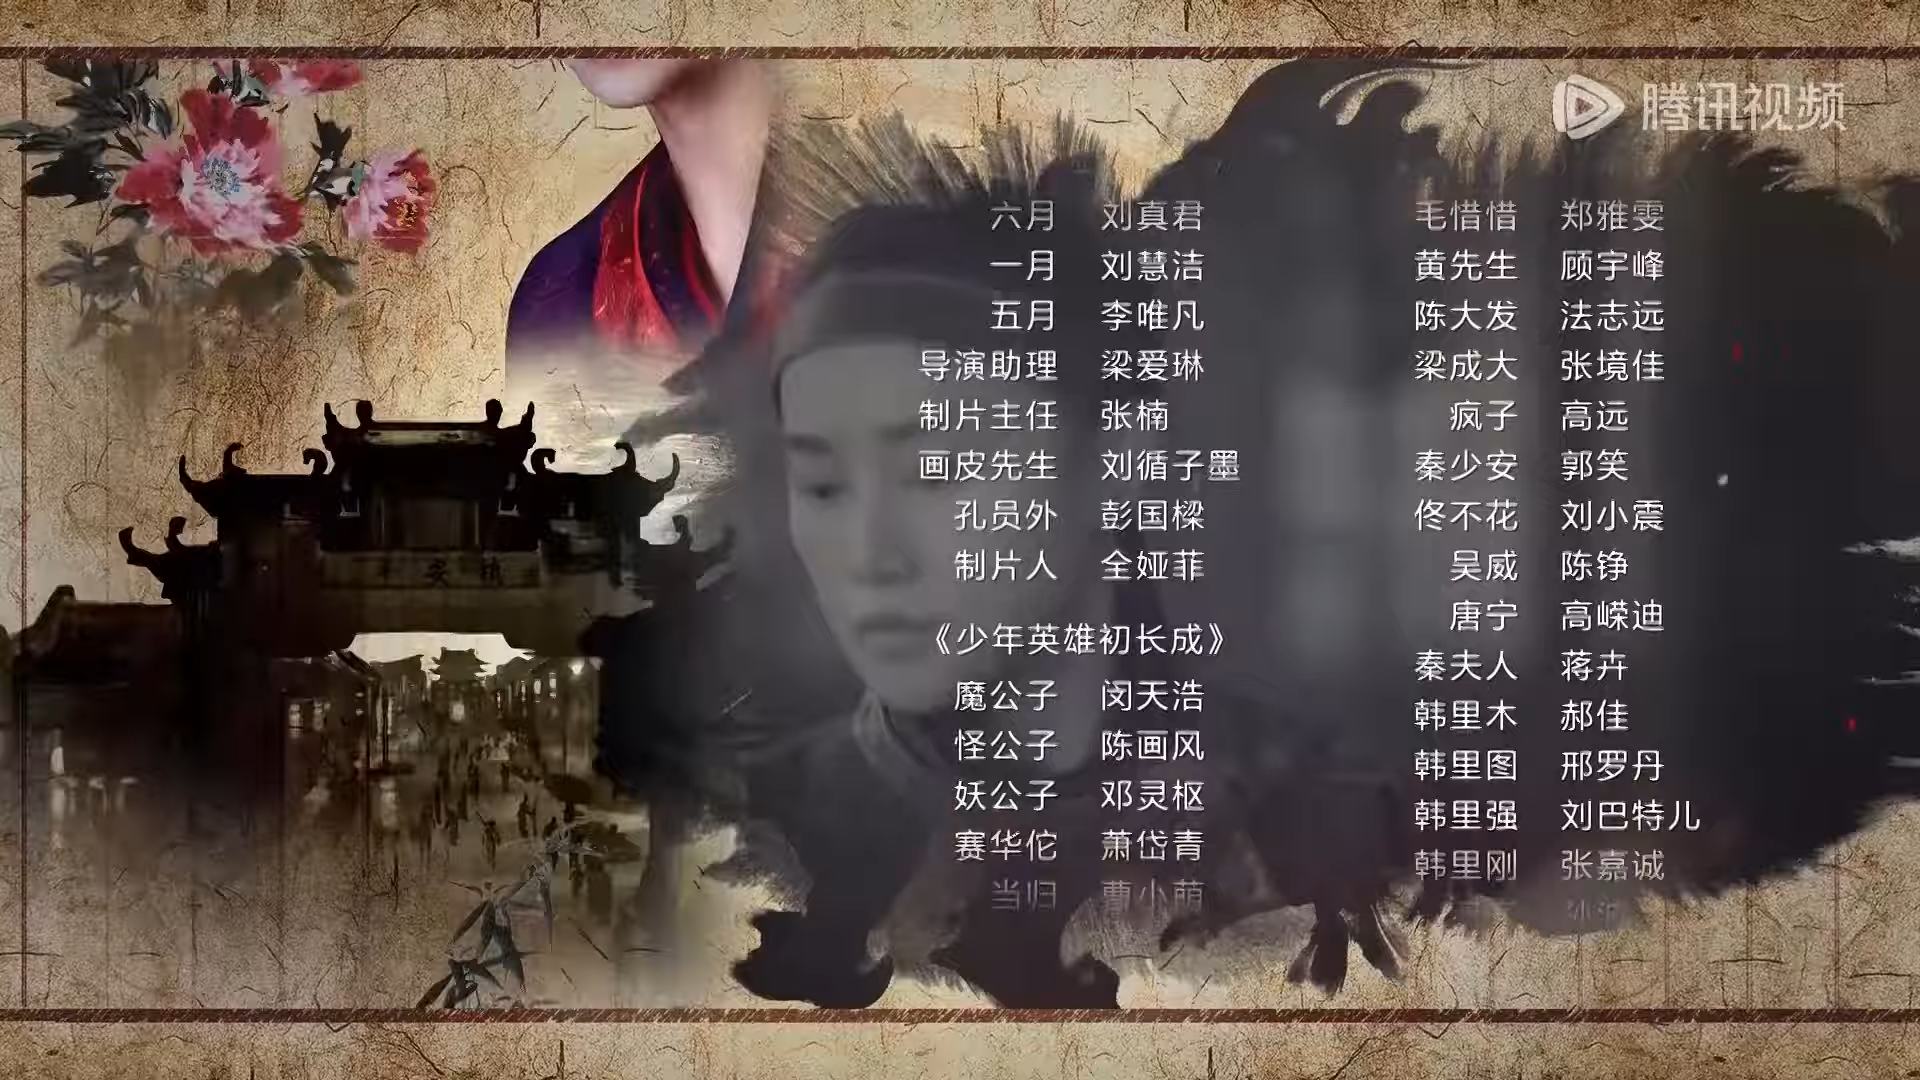 腾讯视频
六月 刘真君
一月 刘慧洁
五月 李唯凡
导演助理 梁爱琳
制片主任 张楠
画皮先生 刘循子墨
孔员外 彭国樑
制片人 全娅菲
《少年英雄初长成》
魔公子 闵天浩
怪公子 陈画风
妖公子 邓灵枢
赛华佗 萧岱青
当归 曹小萌
毛惜惜 郑雅雯
黄先生 顾宇峰
陈大发 法志远
梁成大 张境佳
疯子 高远
秦少安 郭笑
佟不花 刘小震
吴威 陈铮
唐宁 高嵘迪
秦夫人 蒋卉
韩里木 郝佳
韩里图 邢罗丹
韩里强 刘巴特儿
韩里刚 张嘉诚